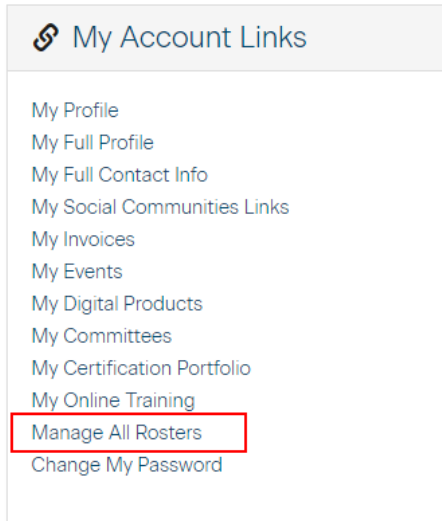 My Account Links
My Profile
My Full Profile
My Full Contact Info
My Social Communities Links
My Invoices
My Events
My Digital Products
My Committees
My Certification Portfolio
My Online Training
Manage All Rosters
Change My Password